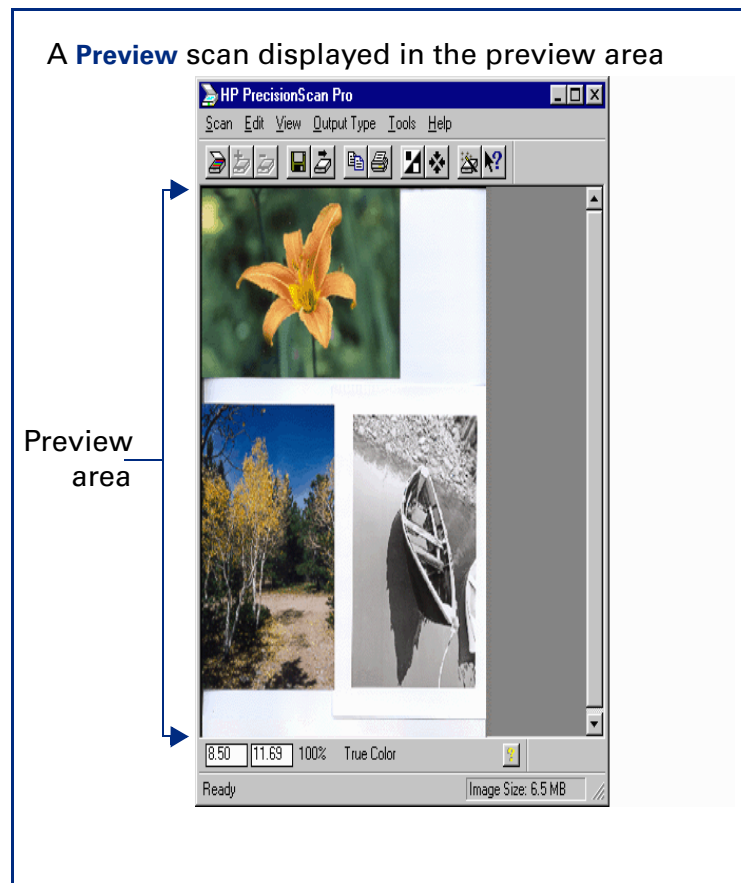 A Preview scan displayed in the preview area
HP PrecisionScan Pro
Scan Edit View Output Type Tools Help
Preview
area
8.50 11.69 100% True Color
Ready Image Size: 6.5 MB